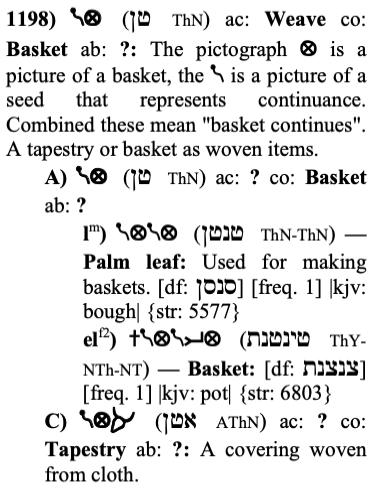 1198) 𐤨⊗ (טן ThN) ac: Weave co:
Basket ab: ?: The pictograph ⊗ is a
picture of a basket, the is a picture of a
seed that represents continuance.
Combined these mean "basket continues".
A tapestry or basket as woven items.
A) (טן ThN) ac: ? co: Basket
ab: ?
lᵐ) (טנטן ThN-ThN) —
Palm leaf: Used for making
baskets. [df: סנסן] [freq. 1] |kjv:
bough| {str: 5577}
elᶠ²) (טינטנת ThY-
NTh-NT) — Basket: [df: צנצנת]
[freq. 1] |kjv: pot| {str: 6803}
C) (אטן AThN) ac: ? co:
Tapestry ab: ?: A covering woven
from cloth.